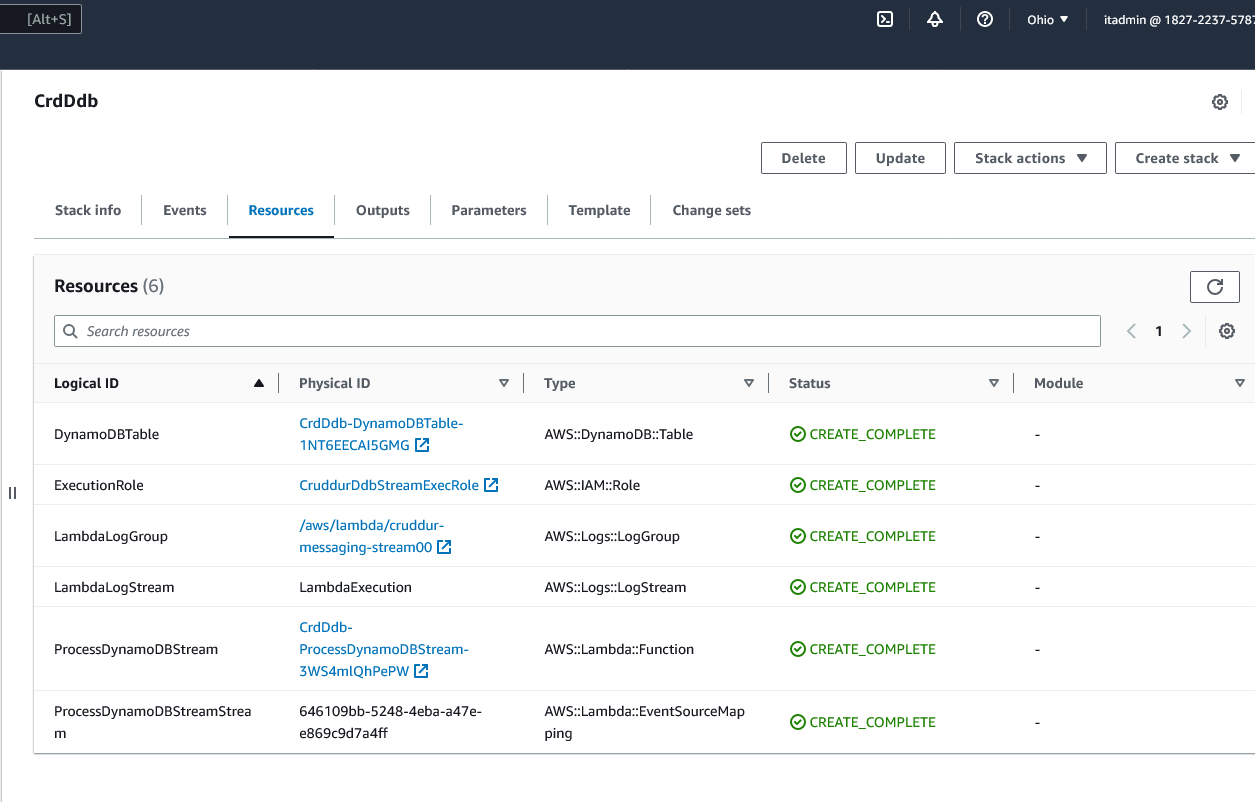 [Alt+S]
Ohio
itadmin @ 1827-2237-578
CrdDdb
Delete
Update
Stack actions
Create stack
Stack info
Events
Resources
Outputs
Parameters
Template
Change sets
Resources (6)
Search resources
1
Logical ID
Physical ID
Type
Status
Module
DynamoDBTable
CrdDdb-DynamoDBTable-
1NT6EECAI5GMG
AWS::DynamoDB::Table
CREATE_COMPLETE
-
ExecutionRole
CruddurDdbStreamExecRole
AWS::IAM::Role
CREATE_COMPLETE
-
LambdaLogGroup
/aws/lambda/cruddur-
messaging-stream00
AWS::Logs::LogGroup
CREATE_COMPLETE
-
LambdaLogStream
LambdaExecution
AWS::Logs::LogStream
CREATE_COMPLETE
-
ProcessDynamoDBStream
CrdDdb-
ProcessDynamoDBStream-
3WS4mlQhPePW
AWS::Lambda::Function
CREATE_COMPLETE
-
ProcessDynamoDBStreamStrea
m
646109bb-5248-4eba-a47e-
e869c9d7a4ff
AWS::Lambda::EventSourceMap
ping
CREATE_COMPLETE
-